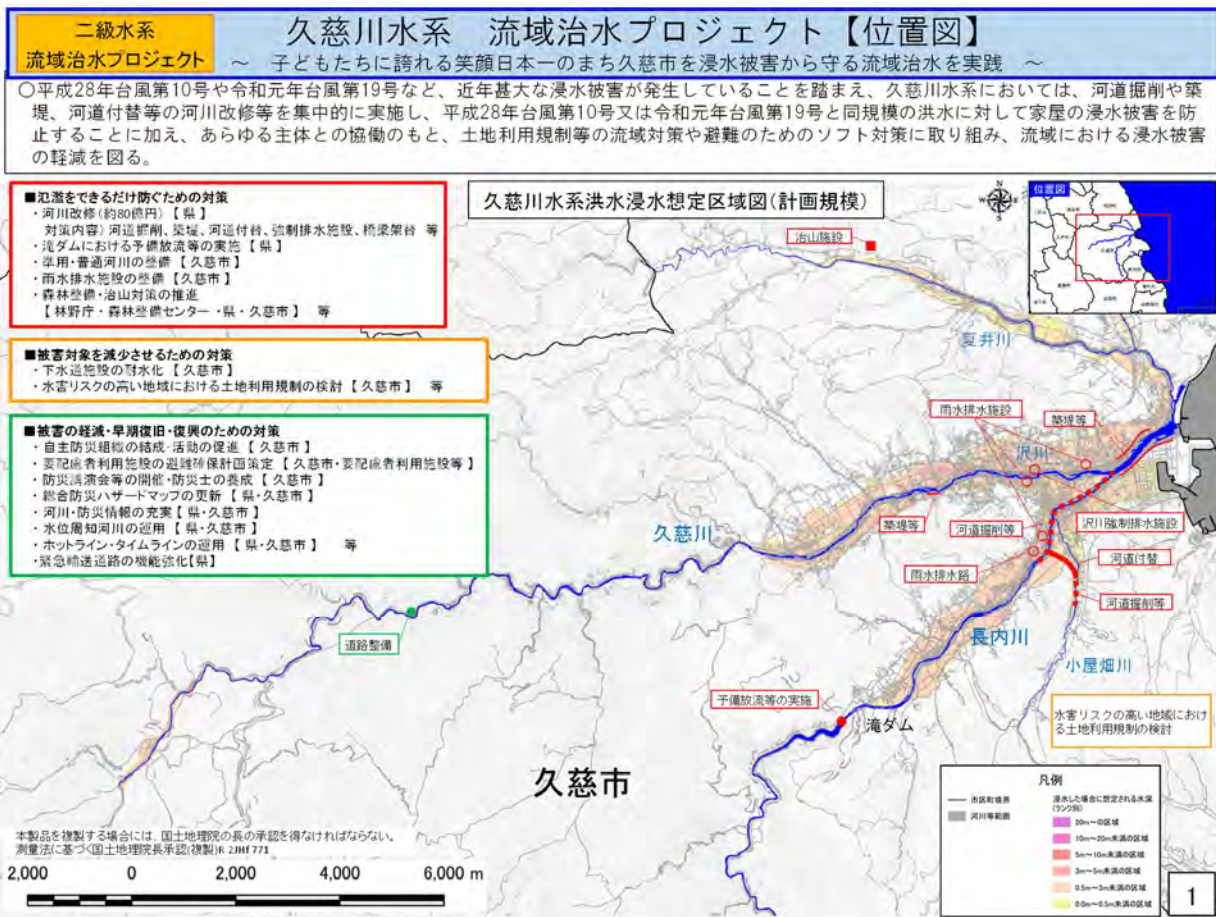 二級水系
流域治水プロジェクト
久慈川水系 流域治水プロジェクト【位置図】
~ 子どもたちに誇れる笑顔日本一のまち久慈市を浸水被害から守る流域治水を実践 ~
○平成28年台風第10号や令和元年台風第19号など、近年甚大な浸水被害が発生していることを踏まえ、久慈川水系においては、河道掘削や築
堤、河道付替等の河川改修等を集中的に実施し、平成28年台風第10号又は令和元年台風第19号と同規模の洪水に対して家屋の浸水被害を防
止することに加え、あらゆる主体との協働のもと、土地利用規制等の流域対策や避難のためのソフト対策に取り組み、流域における浸水被害
の軽減を図る。
■氾濫をできるだけ防ぐための対策
・河川改修(約80億円)【県】
対策内容)河道掘削、築堤、河道付替、強制排水施設、橋梁架替 等
・滝ダムにおける予備放流等の実施【県】
・準用・普通河川の整備【久慈市】
・雨水排水施設の整備【久慈市】
・森林整備・治山対策の推進
【林野庁・森林整備センター・県・久慈市】 等
■被害対象を減少させるための対策
・下水道施設の耐水化【久慈市】
・水害リスクの高い地域における土地利用規制の検討【久慈市】 等
■被害の軽減・早期復旧・復興のための対策
・自主防災組織の結成・活動の促進【久慈市】
・要配慮者利用施設の避難確保計画策定【久慈市・要配慮者利用施設等】
・防災講演会等の開催・防災士の養成【久慈市】
・総合防災ハザードマップの更新【県・久慈市】
・河川・防災情報の充実【県・久慈市】
・水位周知河川の運用【県・久慈市】
・ホットライン・タイムラインの運用【県・久慈市】 等
・緊急輸送道路の機能強化【県】
久慈川水系洪水浸水想定区域図(計画規模)
N
位置図
治山施設
夏井川
雨水排水施設
築堤等
沢川
久慈川
築堤等
河道掘削等
沢川強制排水施設
雨水排水路
河道付替
河道掘削等
長内川
道路整備
小屋畑川
予備放流等の実施
滝ダム
水害リスクの高い地域におけ
る土地利用規制の検討
久慈市
凡例
市区町境界
河川等範囲
浸水した場合に想定される水深
(ランク別)
20m~の区域
10m~20m未満の区域
5m~10m未満の区域
3m~5m未満の区域
0.5m~3m未満の区域
0.0m~0.5m未満の区域
本製品を複製する場合には、国土地理院の長の承認を得なければならない。
測量法に基づく国土地理院長承認(複製)R 2JHf 771
2,000 0 2,000 4,000 6,000 m
1